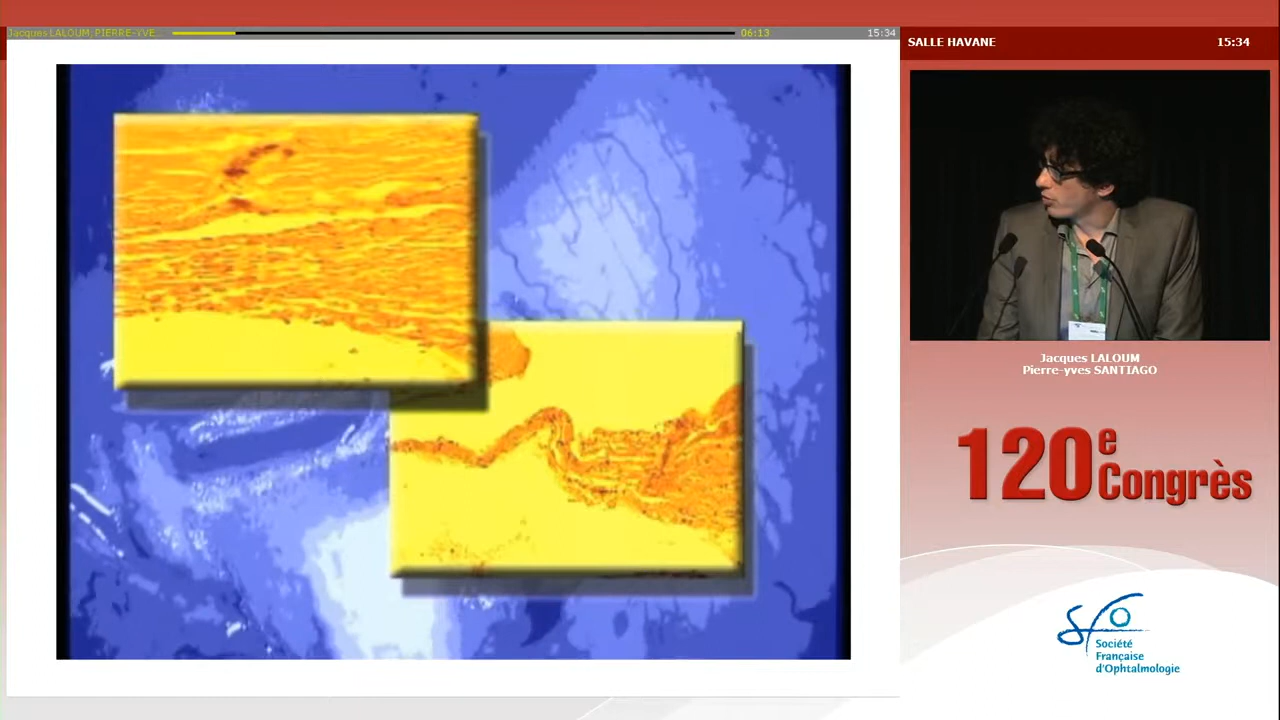 Jacques LALOUM, PIERRE-YVE...
06:13
15:34
SALLE HAVANE
15:34
Jacques LALOUM
Pierre-yves SANTIAGO
120e
Congrès
sfo
Société
Française
d'Ophtalmologie